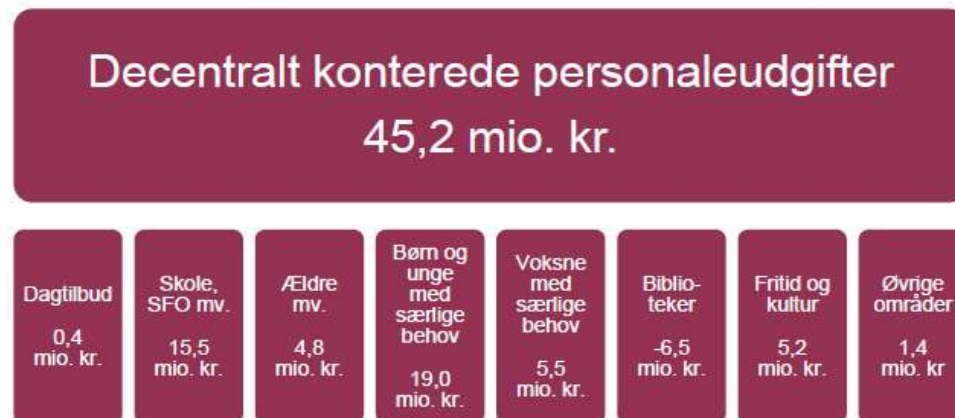 Decentralt konterede personaleudgifter
45,2 mio. kr.
Dagtilbud
0,4
mio. kr.
Skole,
SFO mv.
15,5
mio. kr.
Ældre
mv.
4,8
mio. kr.
Børn og
unge
med
særlige
behov
19,0
mio. kr.
Voksne
med
særlige
behov
5,5
mio. kr.
Biblio-
teker
-6,5
mio. kr.
Fritid og
kultur
5,2
mio. kr.
Øvrige
områder
1,4
mio. kr